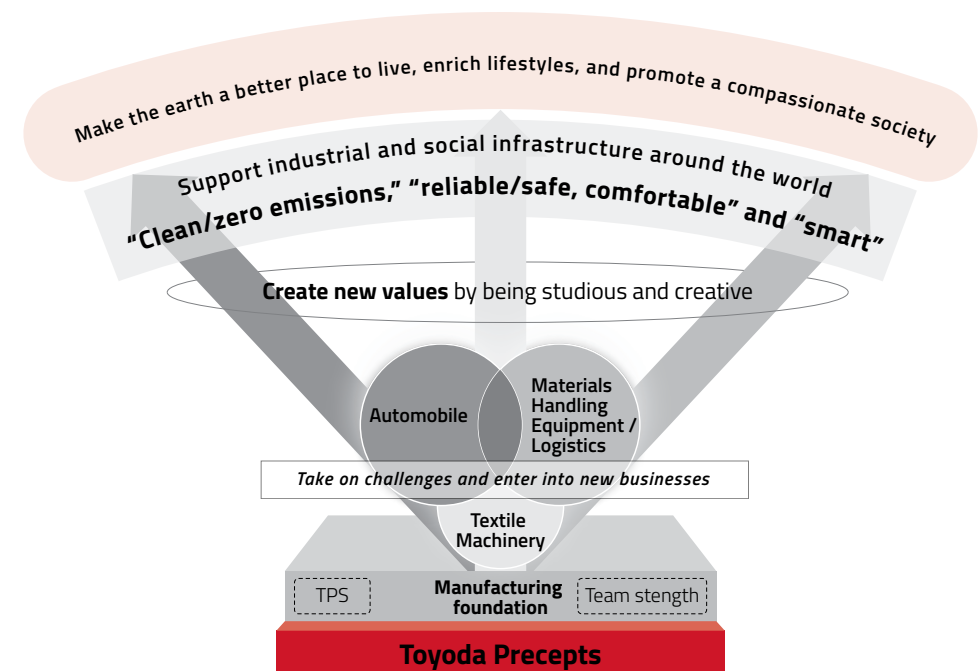 Make the earth a better place to live, enrich lifestyles, and promote a compassionate society
Support industrial and social infrastructure around the world
“Clean/zero emissions,” “reliable/safe, comfortable” and “smart”
Create new values by being studious and creative
Automobile
Materials
Handling
Equipment /
Logistics
Take on challenges and enter into new businesses
Textile
Machinery
TPS
Manufacturing
foundation
Team stength
Toyoda Precepts